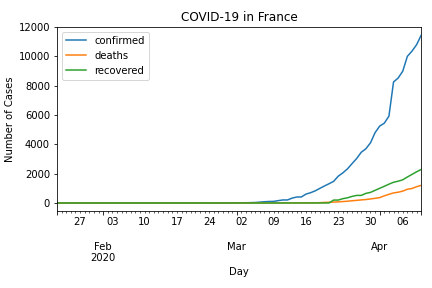 COVID-19 in France
Number of Cases
12000
10000
8000
6000
4000
2000
0
confirmed
deaths
recovered
27 03 10 17 24 02 09 16 23 30 06
Feb Mar Apr
2020
Day